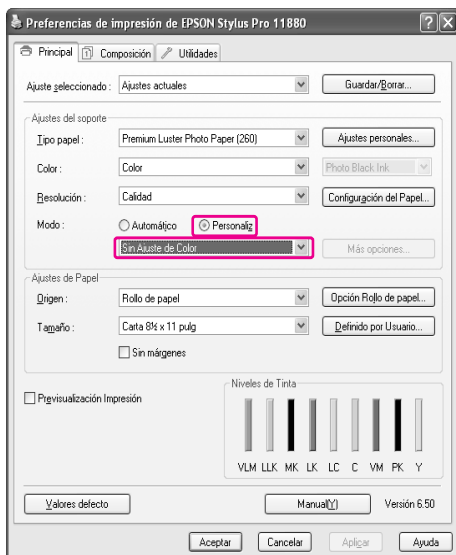 Preferencias de impresión de EPSON Stylus Pro 11880
Principal Composición Utilidades
Ajuste seleccionado : Ajustes actuales Guardar/Borrar...
Ajustes del soporte
Tipo papel : Premium Luster Photo Paper (260) Ajustes personales...
Color : Color Photo Black Ink
Resolución : Calidad Configuración del Papel...
Modo : Automático Personaliz
Sin Ajuste de Color Más opciones...
Ajustes de Papel
Origen : Rollo de papel Opción Rollo de papel...
Tamaño : Carta 8½ x 11 pulg Definido por Usuario...
Sin márgenes
Previsualización Impresión Niveles de Tinta
VLM LLK MK LK LC C VM PK Y
Valores defecto Manual(Y) Versión 6.50
Aceptar Cancelar Aplicar Ayuda